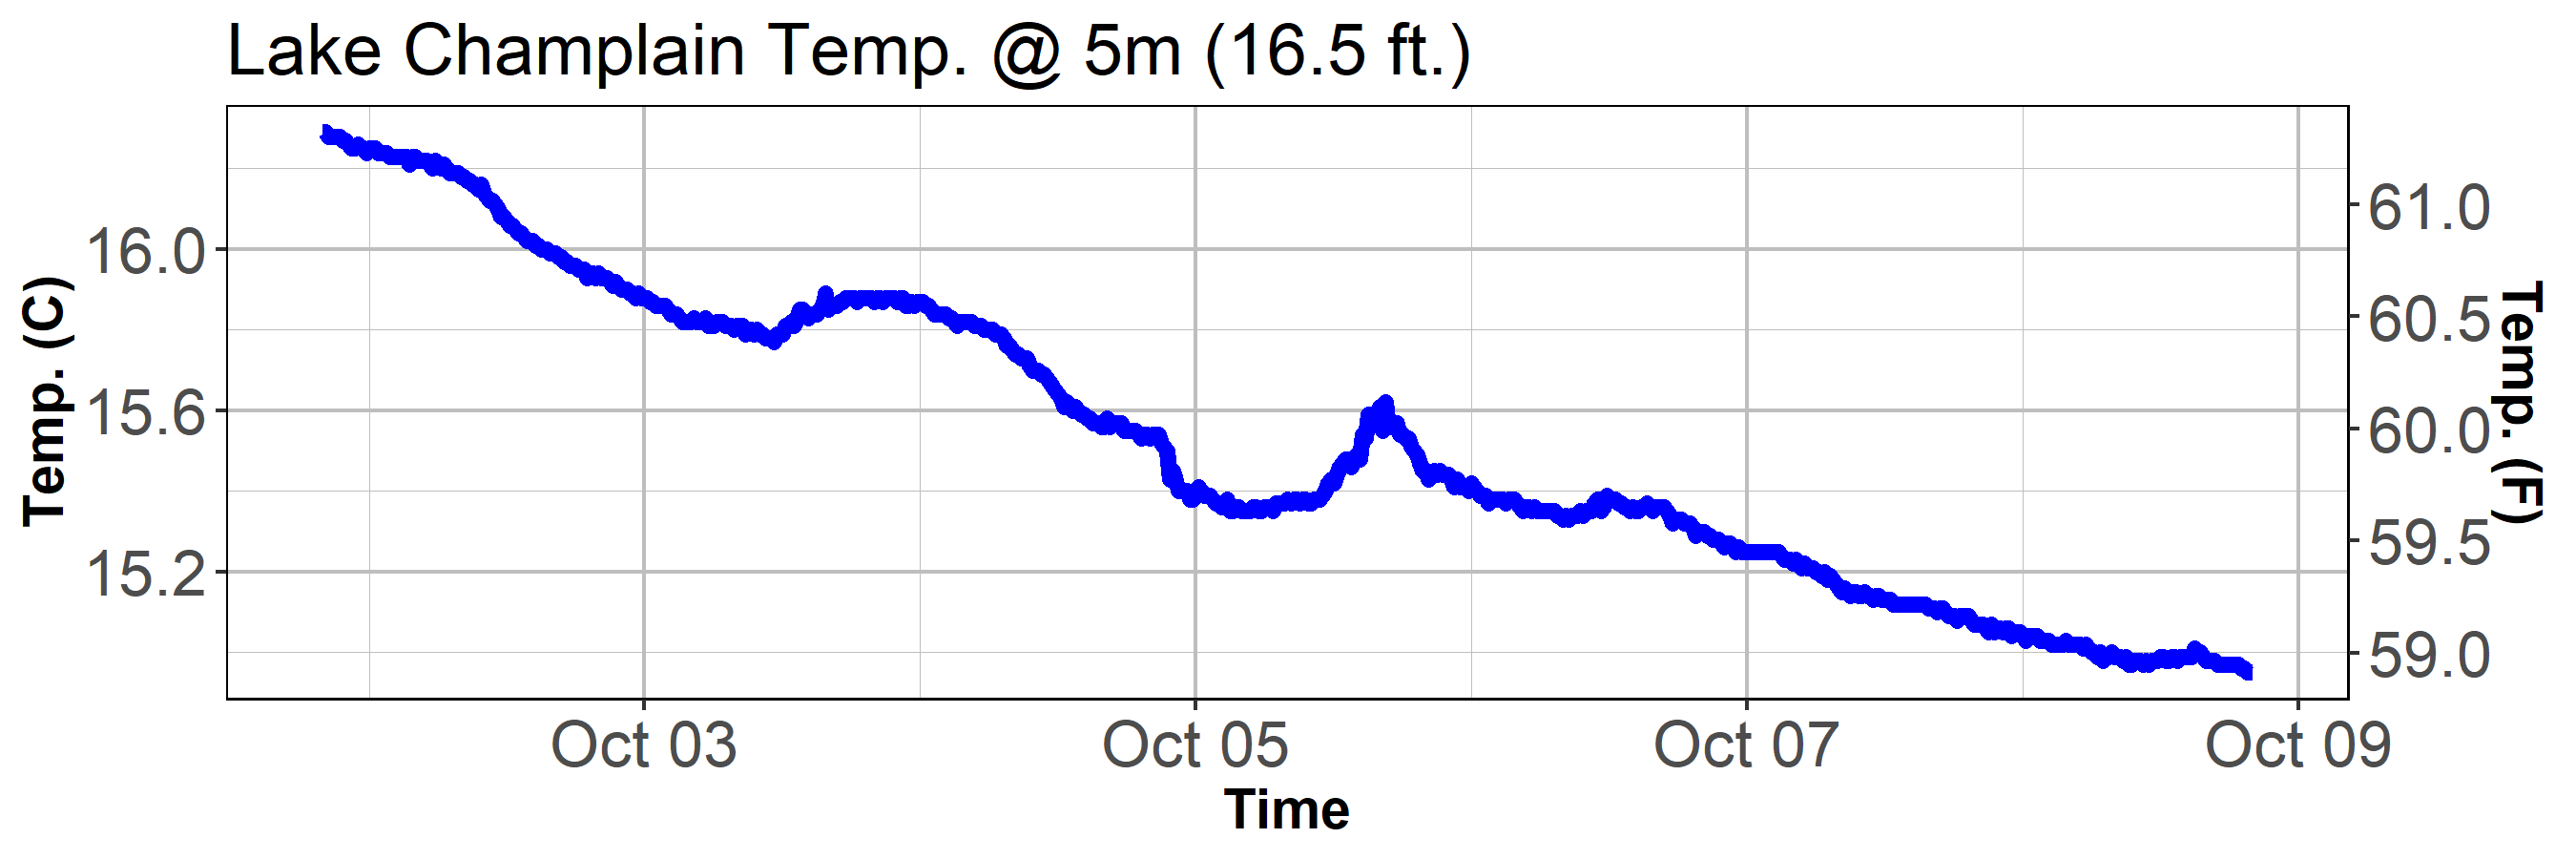 Lake Champlain Temp. @ 5m (16.5 ft.)
Temp. (C)
16.0
15.6
15.2
61.0
60.5
60.0
59.5
59.0
Temp. (F)
Oct 03 Oct 05 Oct 07 Oct 09
Time